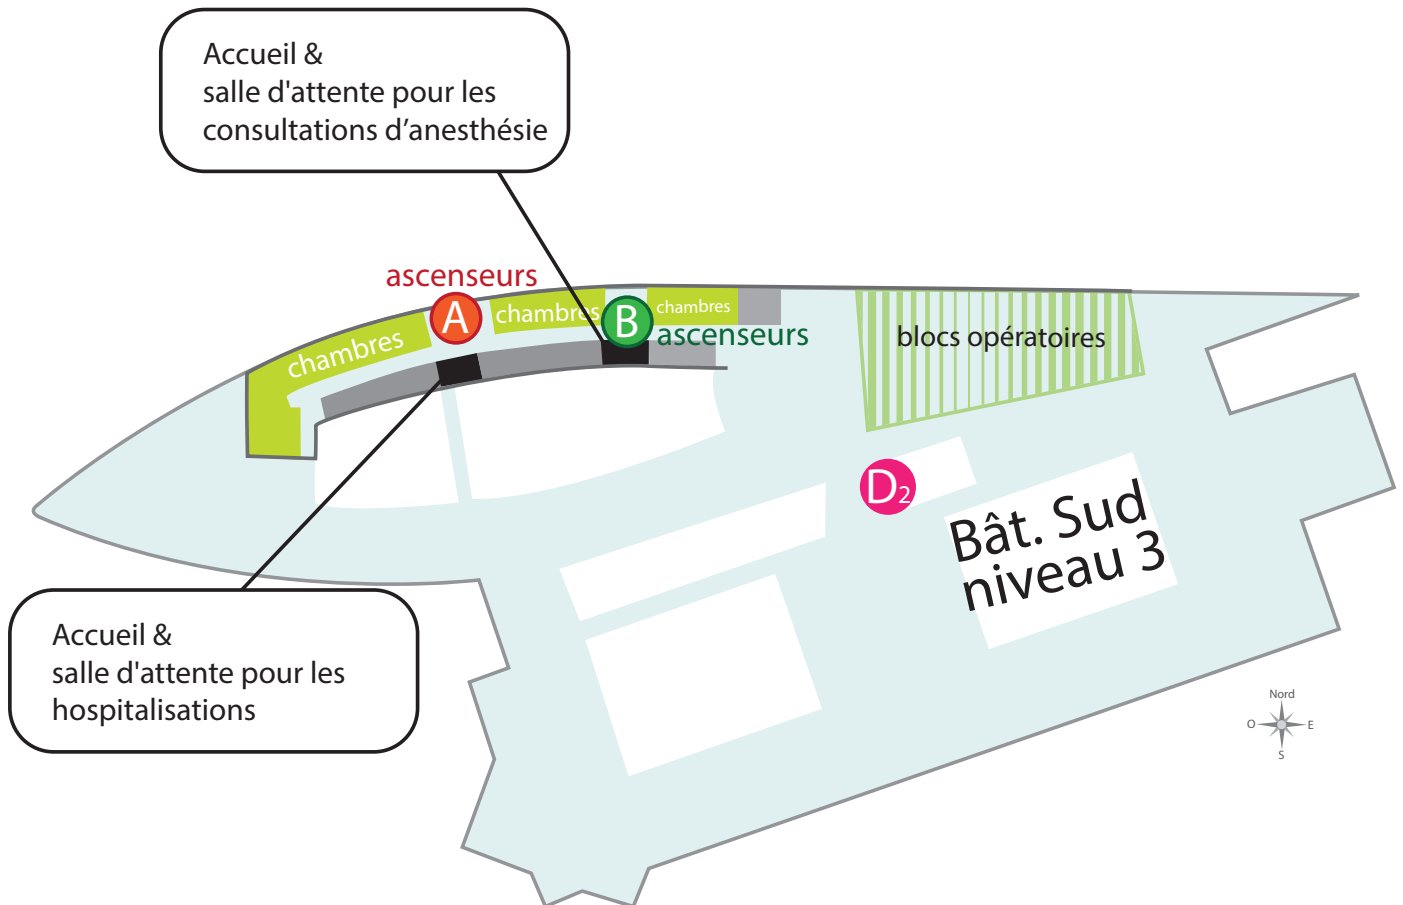 Accueil &
salle d'attente pour les
consultations d’anesthésie
ascenseurs
A
chambres
chambres
B
chambres
ascenseurs
blocs opératoires
D2
Bât. Sud
niveau 3
Accueil &
salle d'attente pour les
hospitalisations
Nord
O
E
S